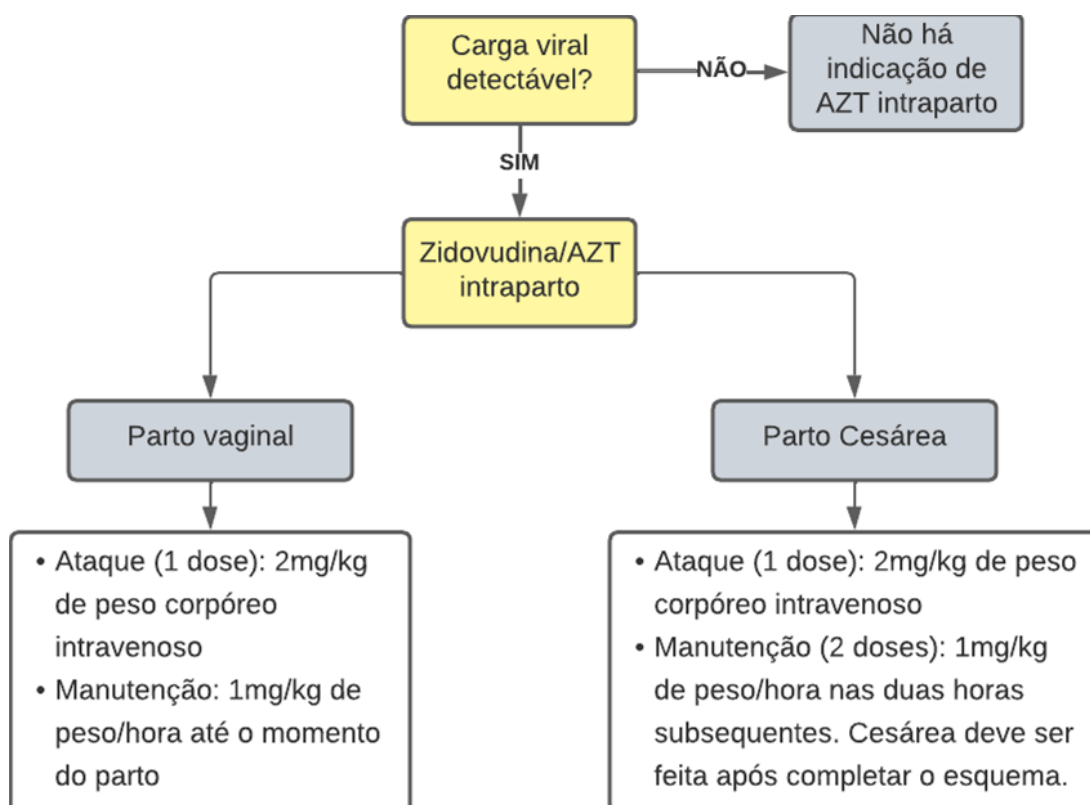 Carga viral
detectável?
NÃO
Não há
indicação de
AZT intraparto
SIM
Zidovudina/AZT
intraparto
Parto vaginal
Parto Cesárea
• Ataque (1 dose): 2mg/kg
de peso corpóreo
intravenoso
• Manutenção: 1mg/kg de
peso/hora até o momento
do parto
• Ataque (1 dose): 2mg/kg de peso
corpóreo intravenoso
• Manutenção (2 doses): 1mg/kg
de peso/hora nas duas horas
subsequentes. Cesárea deve ser
feita após completar o esquema.